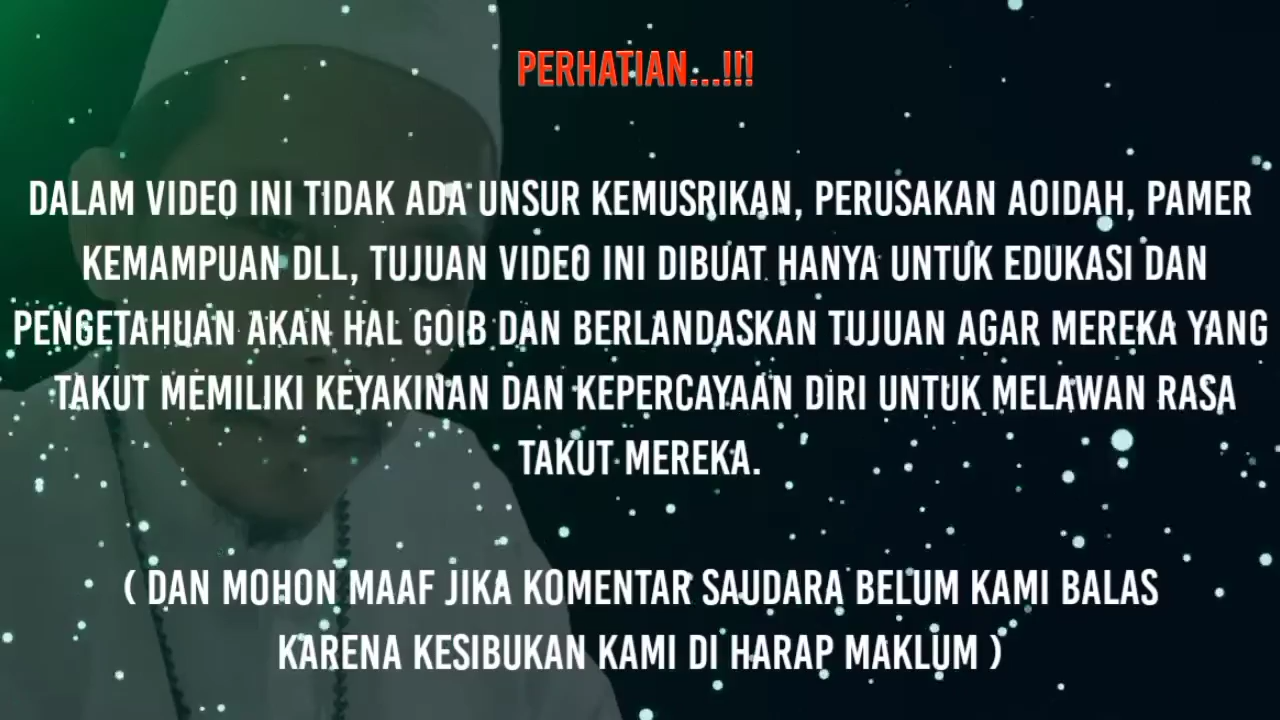 PERHATIAN...!!!
DALAM VIDEO INI TIDAK ADA UNSUR KEMUSRIKAN, PERUSAKAN AQIDAH, PAMER
KEMAMPUAN DLL, TUJUAN VIDEO INI DIBUAT HANYA UNTUK EDUKASI DAN
PENGETAHUAN AKAN HAL GOIB DAN BERLANDASKAN TUJUAN AGAR MEREKA YANG
TAKUT MEMILIKI KEYAKINAN DAN KEPERCAYAAN DIRI UNTUK MELAWAN RASA
TAKUT MEREKA.
( DAN MOHON MAAF JIKA KOMENTAR SAUDARA BELUM KAMI BALAS
KARENA KESIBUKAN KAMI DI HARAP MAKLUM )